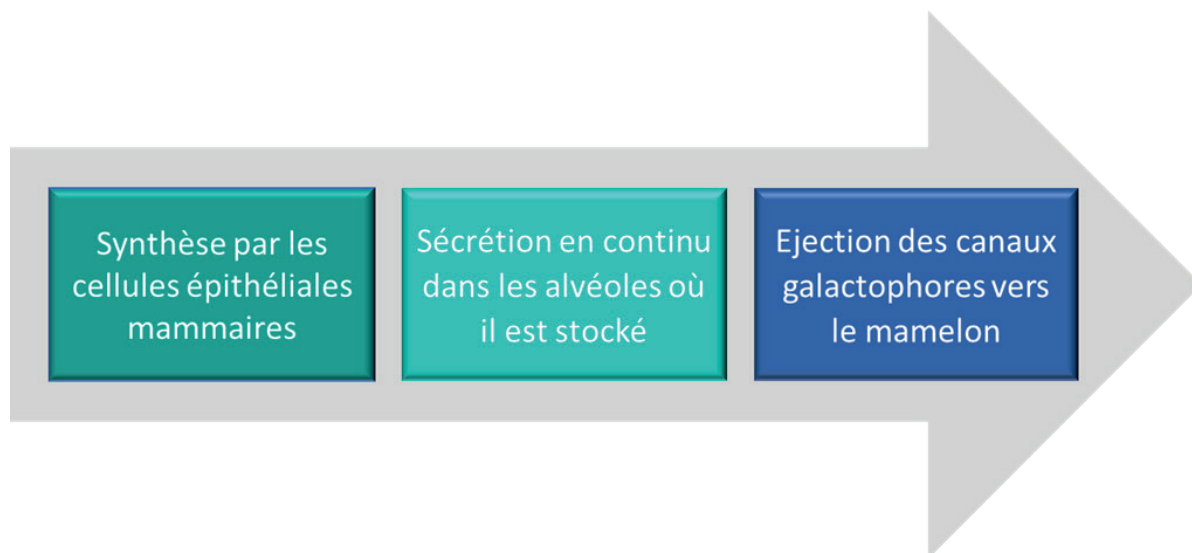 Synthèse par les
cellules épithéliales
mammaires
Sécrétion en continu
dans les alvéoles où
il est stocké
Ejection des canaux
galactophores vers
le mamelon